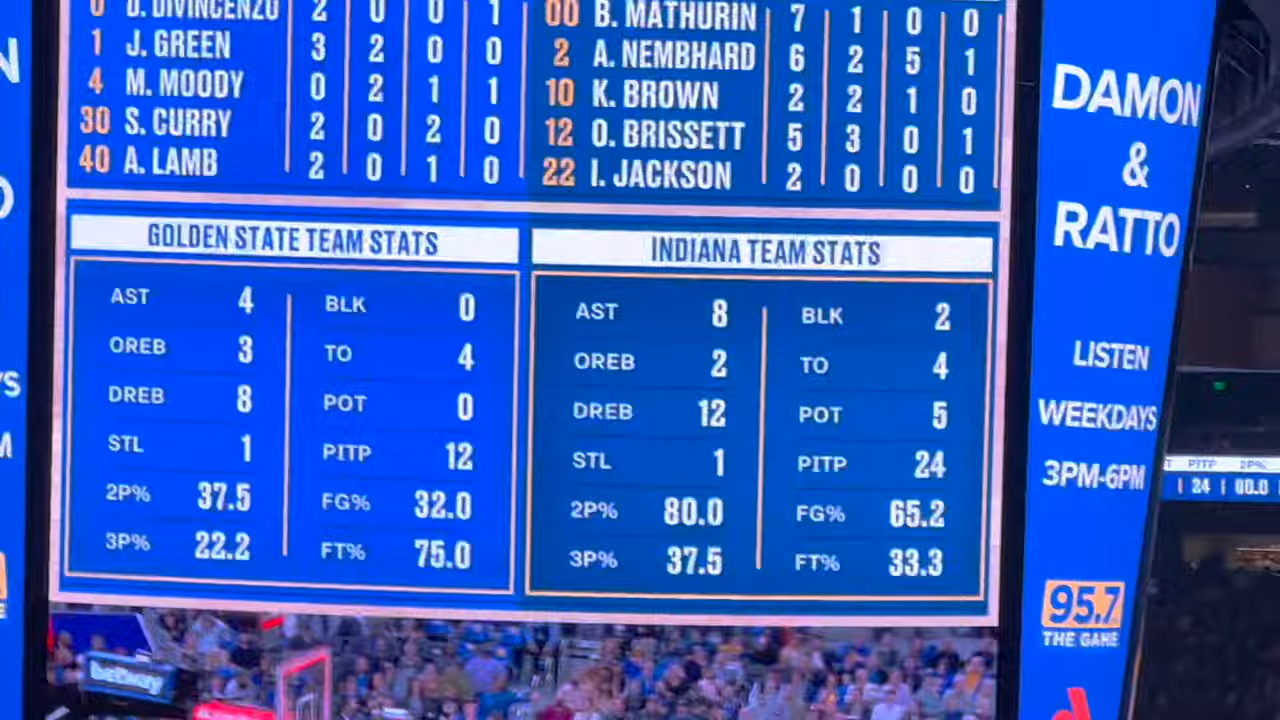 0 D. DIVINCENZO 2 0 0 1
00 B. MATHURIN 7 1 0 0
1 J. GREEN 3 2 0 0
2 A. NEMBHARD 6 2 5 1
4 M. MOODY 0 2 1 1
10 K. BROWN 2 2 1 0
30 S. CURRY 2 0 2 0
12 O. BRISSETT 5 3 0 1
40 A. LAMB 2 0 1 0
22 I. JACKSON 2 0 0 0
GOLDEN STATE TEAM STATS
AST 4 BLK 0
OREB 3 TO 4
DREB 8 POT 0
STL 1 PITP 12
2P% 37.5 FG% 32.0
3P% 22.2 FT% 75.0
INDIANA TEAM STATS
AST 8 BLK 2
OREB 2 TO 4
DREB 12 POT 5
STL 1 PITP 24
2P% 80.0 FG% 65.2
3P% 37.5 FT% 33.3
DAMON
&
RATTO
LISTEN
WEEKDAYS
3PM-6PM
95.7
THE GAME
PITP 2P%
24 80.0
betway